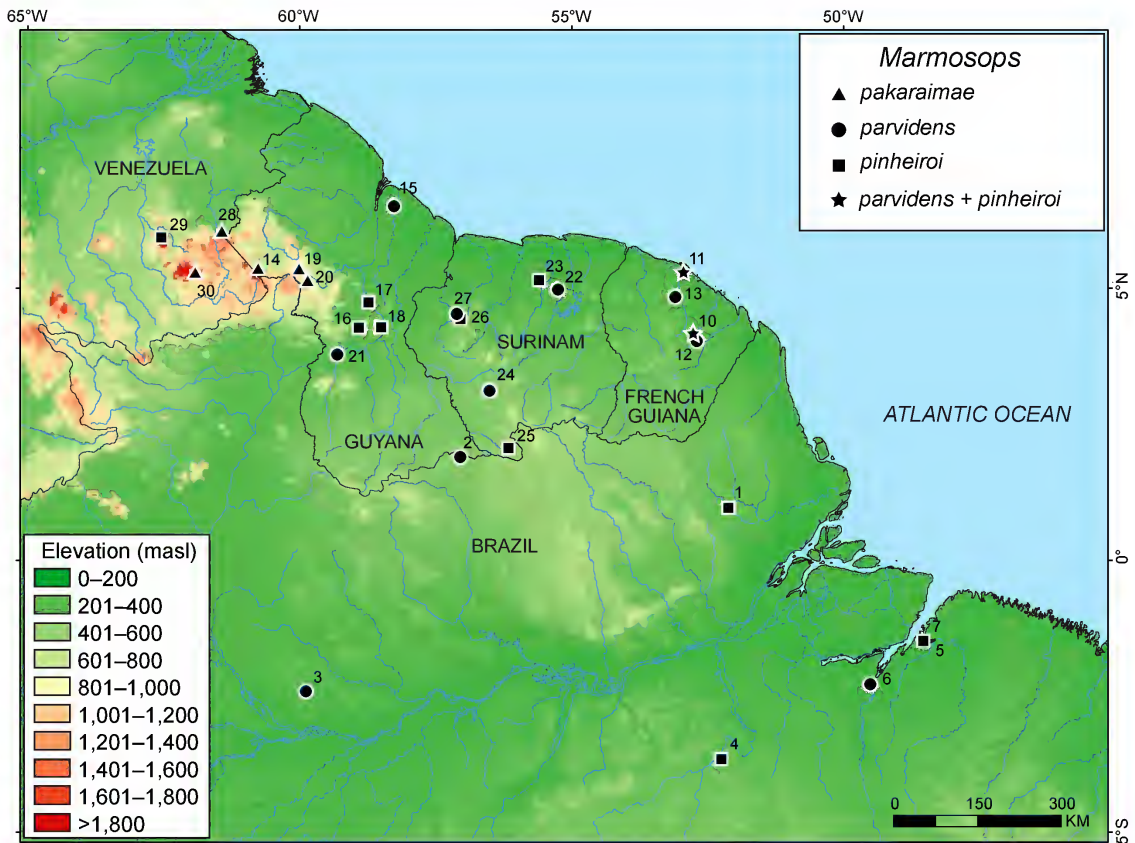 65°W
60°W
55°W
50°W
Marmosops
pakaraimae
parvidens
pinheiroi
parvidens + pinheiroi
VENEZUELA
15
28
29
11
14
19
20
30
23
22
13
5°N
17
27
26
10
16
18
SURINAM
12
21
24
FRENCH
GUIANA
ATLANTIC OCEAN
GUYANA
2
25
1
BRAZIL
0°
Elevation (masl)
0–200
201–400
401–600
601–800
801–1,000
1,001–1,200
1,201–1,400
1,401–1,600
1,601–1,800
>1,800
7
5
3
6
4
0 150 300
KM
5°S